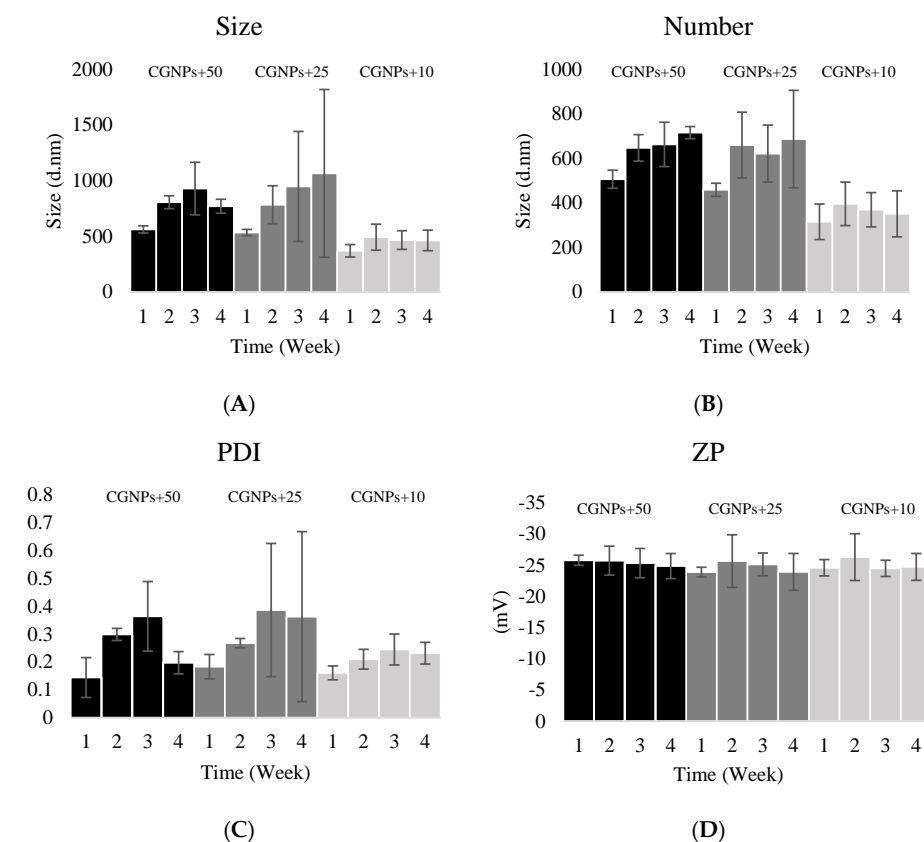 Size
2000
1500
1000
500
0
Size (d.nm)
CGNPs+50 CGNPs+25 CGNPs+10
1 2 3 4 1 2 3 4 1 2 3 4
Time (Week)
(A)
Number
1000
800
600
400
200
0
Size (d.nm)
CGNPs+50 CGNPs+25 CGNPs+10
1 2 3 4 1 2 3 4 1 2 3 4
Time (Week)
(B)
PDI
0.8
0.7
0.6
0.5
0.4
0.3
0.2
0.1
0
CGNPs+50 CGNPs+25 CGNPs+10
1 2 3 4 1 2 3 4 1 2 3 4
Time (Week)
(C)
ZP
-35
-30
-25
-20
-15
-10
-5
0
(mV)
CGNPs+50 CGNPs+25 CGNPs+10
1 2 3 4 1 2 3 4 1 2 3 4
Time (Week)
(D)